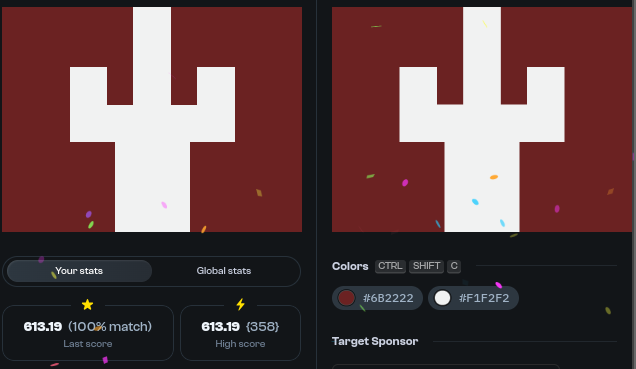 Your stats
Global stats
613.19 (100% match)
Last score
613.19 {358}
High score
Colors CTRL SHIFT C
#6B2222 #F1F2F2
Target Sponsor